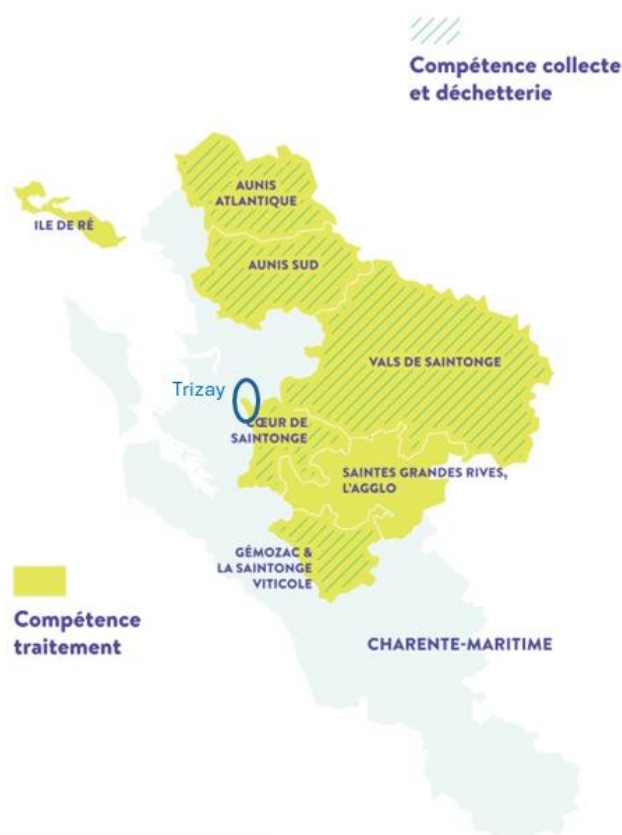 Compétence collecte
et déchetterie
AUNIS
ATLANTIQUE
ILE DE RÉ
AUNIS SUD
VALS DE SAINTONGE
Trizay
CŒUR DE
SAINTONGE
SAINTES GRANDES RIVES,
L'AGGLO
GÉMOZAC &
LA SAINTONGE
VITICOLE
Compétence
traitement
CHARENTE-MARITIME